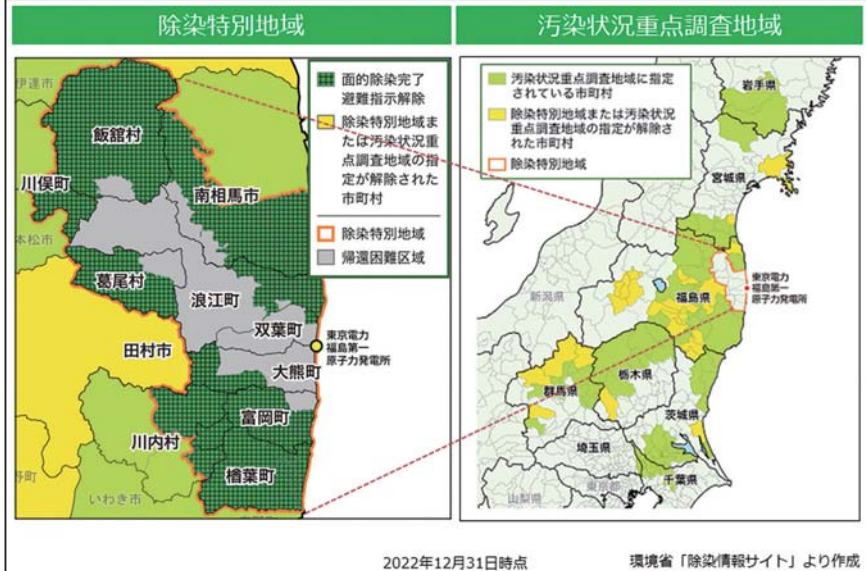 除染特別地域
汚染状況重点調査地域
伊達市
飯舘村
川俣町
南相馬市
本松市
葛尾村
浪江町
双葉町
田村市
大熊町
富岡町
川内村
楢葉町
野町
いわき市
東京電力
福島第一
原子力発電所
面的除染完了
避難指示解除
除染特別地域ま
たは汚染状況重
点調査地域の指
定が解除された
市町村
除染特別地域
帰還困難区域
汚染状況重点調査地域に指定
されている市町村
除染特別地域または汚染状況
重点調査地域の指定が解除さ
れた市町村
除染特別地域
岩手県
宮城県
新潟県
福島県
東京電力
福島第一
原子力発電所
栃木県
群馬県
茨城県
埼玉県
東京都
山梨県
千葉県
2022年12月31日時点
環境省「除染情報サイト」より作成